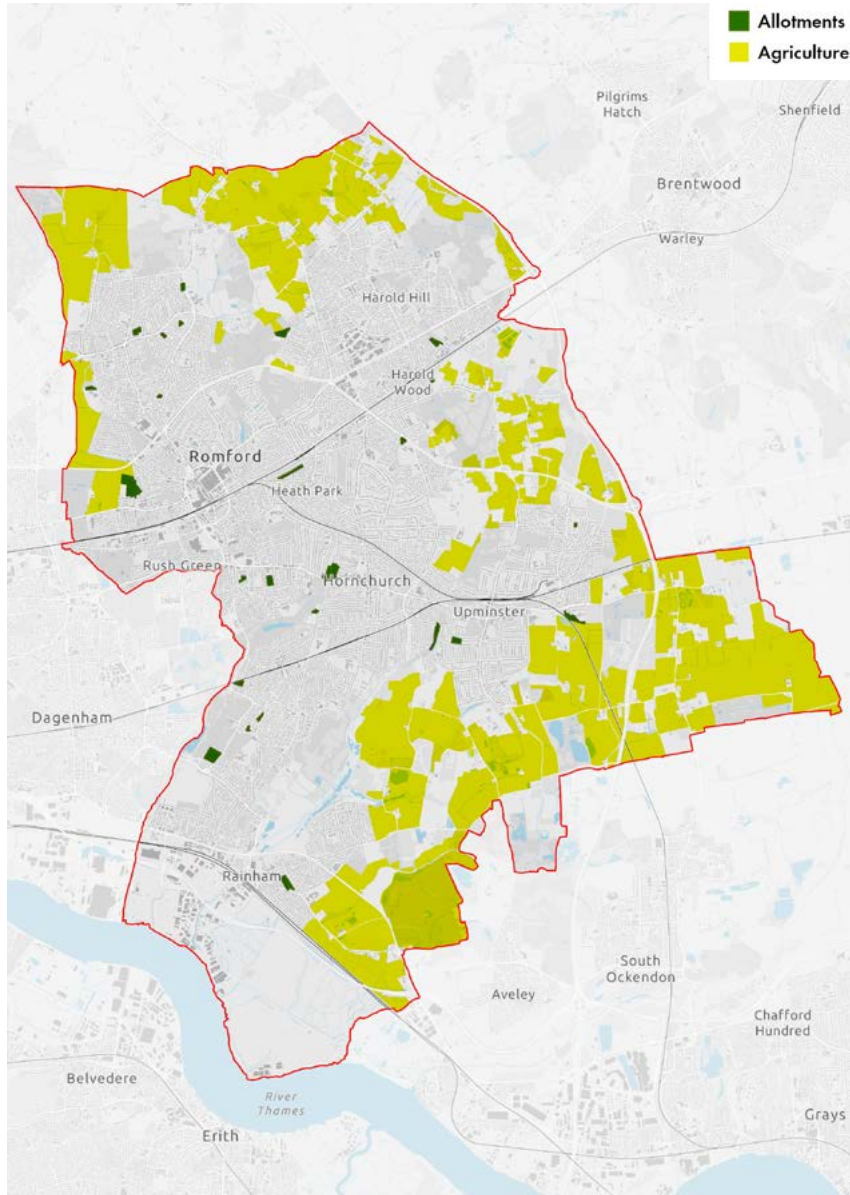 Allotments
Agriculture
Pilgrims
Hatch
Shenfield
Brentwood
Warley
Harold Hill
Harold
Wood
Romford
Heath Park
Rush Green
Hornchurch
Upminster
Dagenham
Rainham
South
Ockendon
Aveley
Chafford
Hundred
Belvedere
River
Thames
Grays
Erith